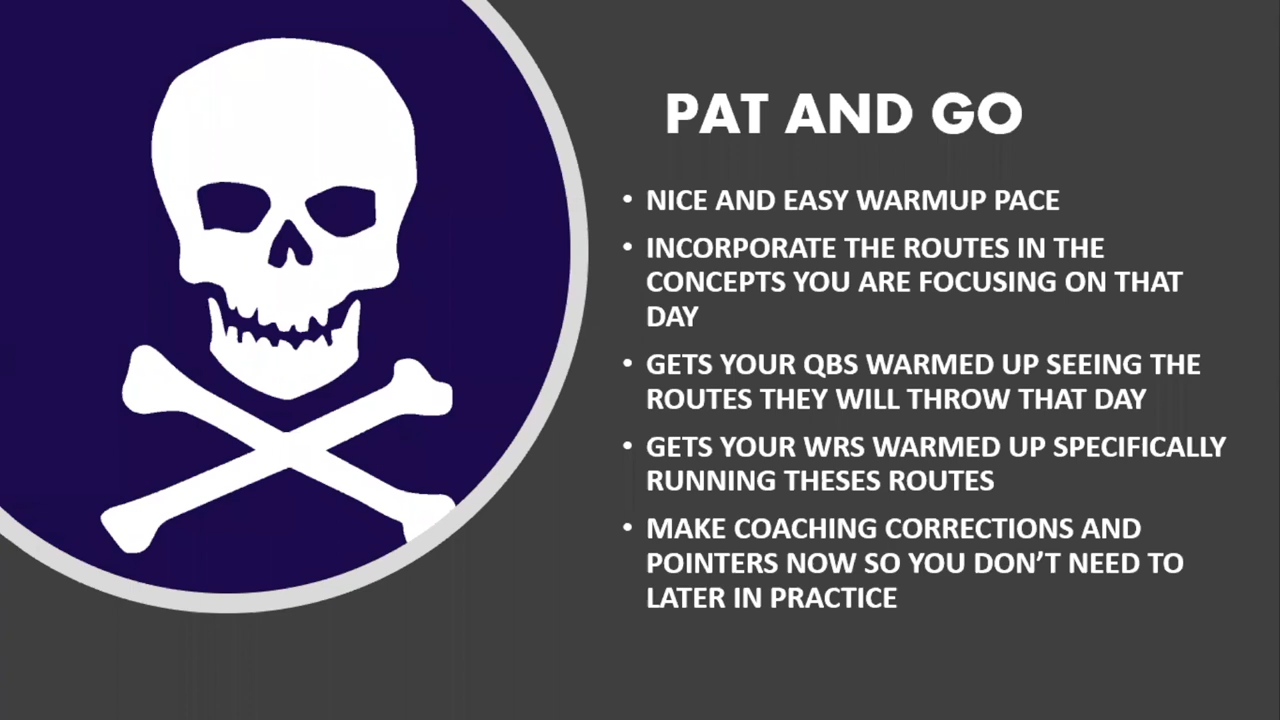 PAT AND GO
• NICE AND EASY WARMUP PACE
• INCORPORATE THE ROUTES IN THE
CONCEPTS YOU ARE FOCUSING ON THAT
DAY
• GETS YOUR QBS WARMED UP SEEING THE
ROUTES THEY WILL THROW THAT DAY
• GETS YOUR WRS WARMED UP SPECIFICALLY
RUNNING THESES ROUTES
• MAKE COACHING CORRECTIONS AND
POINTERS NOW SO YOU DON’T NEED TO
LATER IN PRACTICE